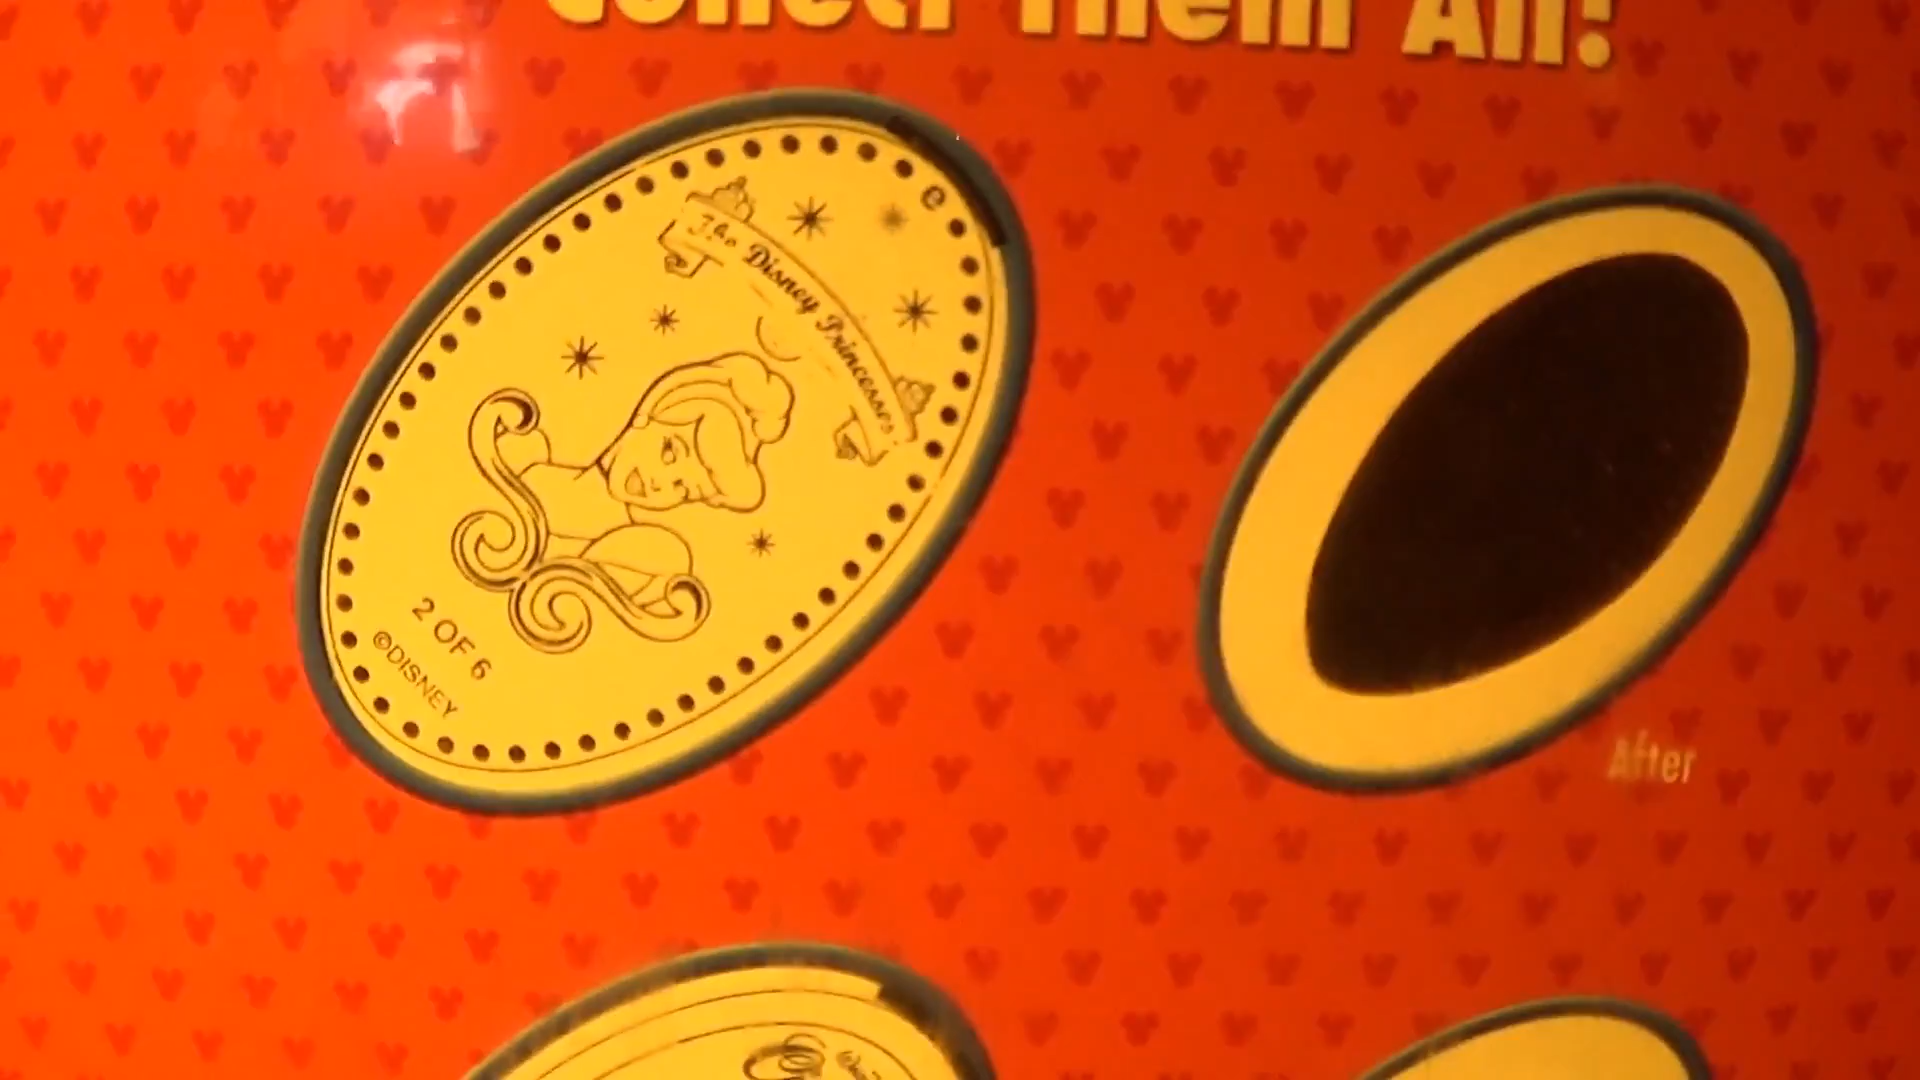 Collect Them All!
The Disney Princesses
2 OF 6
©DISNEY
After